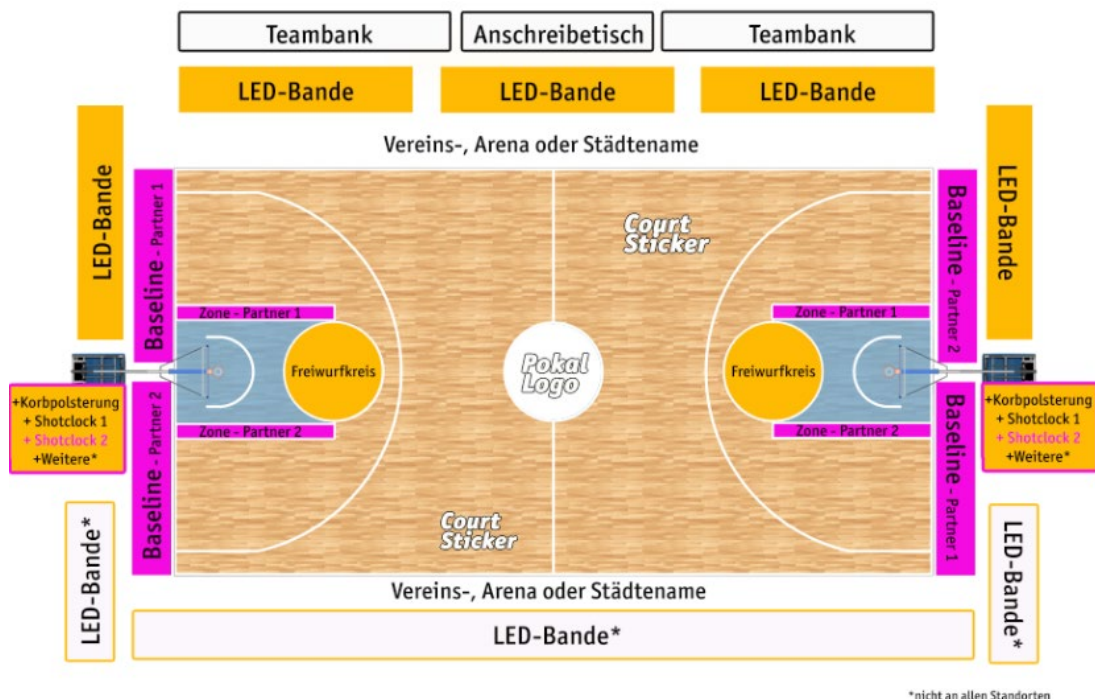 Teambank
Anschreibetisch
Teambank
LED-Bande
LED-Bande
LED-Bande
Vereins-, Arena oder Städtename
LED-Bande
Baseline - Partner 1
Court
Sticker
Baseline - Partner 2
LED-Bande
Zone - Partner 1
Zone - Partner 1
Freiwurfkreis
Pokal
Logo
Freiwurfkreis
+Korbpolsterung
+ Shotclock 1
+ Shotclock 2
+Weitere*
Baseline - Partner 2
Zone - Partner 2
Zone - Partner 2
Baseline - Partner 1
+Korbpolsterung
+ Shotclock 1
+ Shotclock 2
+Weitere*
LED-Bande*
Court
Sticker
LED-Bande*
Vereins-, Arena oder Städtename
LED-Bande*
*nicht an allen Standorten